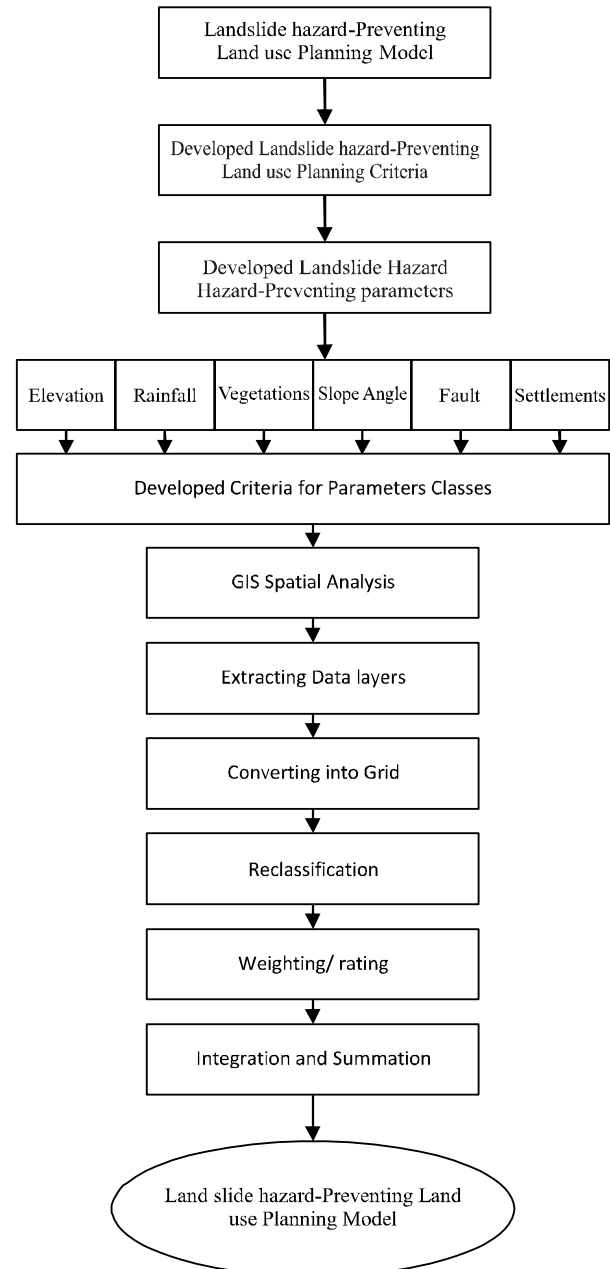 Landslide hazard-Preventing
Land use Planning Model
Developed Landslide hazard-Preventing
Land use Planning Criteria
Developed Landslide Hazard
Hazard-Preventing parameters
Elevation Rainfall Vegetations Slope Angle Fault Settlements
Developed Criteria for Parameters Classes
GIS Spatial Analysis
Extracting Data layers
Converting into Grid
Reclassification
Weighting/ rating
Integration and Summation
Land slide hazard-Preventing Land
use Planning Model